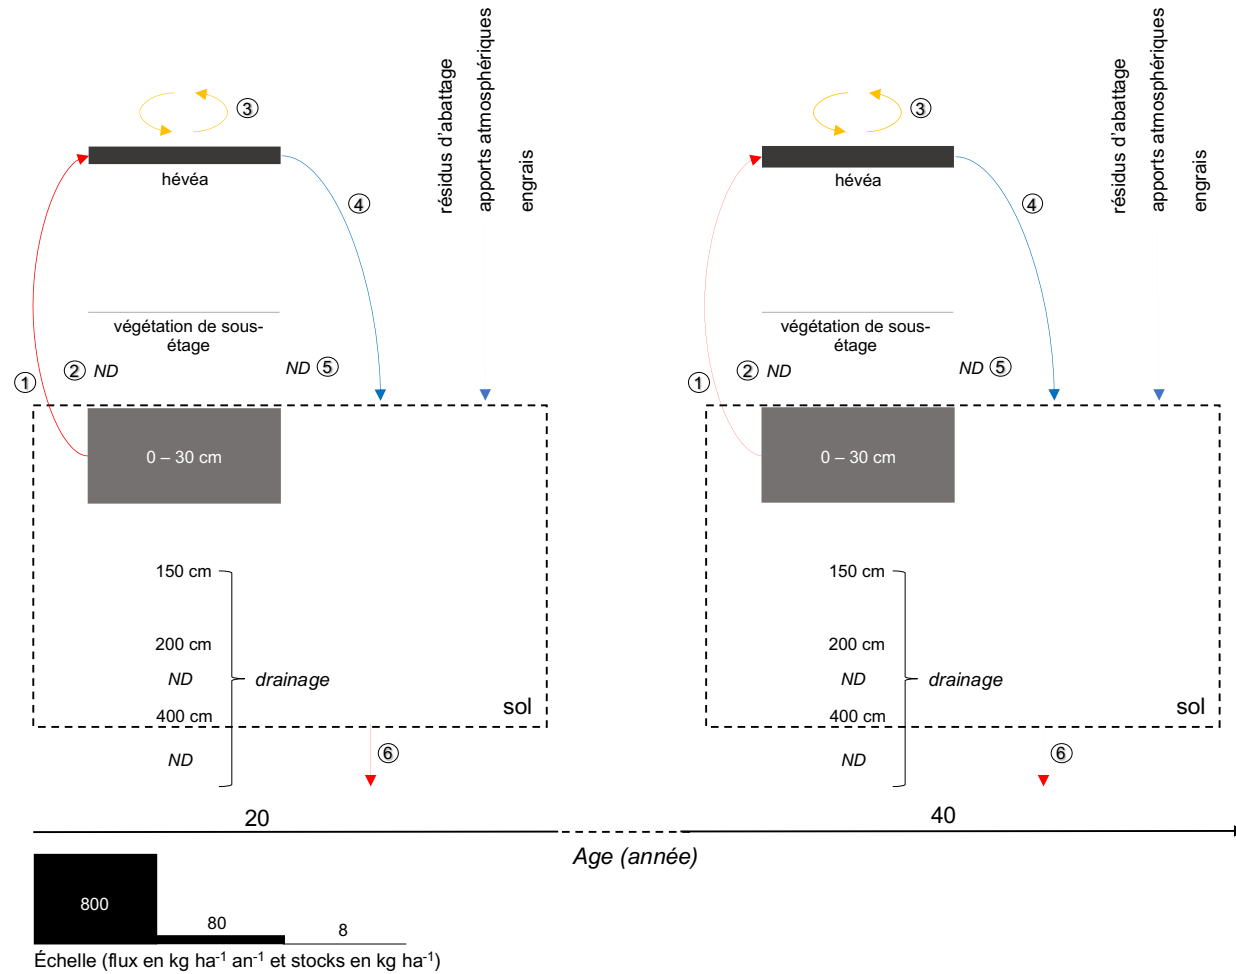 résidus d'abattage
apports atmosphériques
engrais
③
hévéa
④
végétation de sous-
étage
① ② ND
ND ⑤
0 – 30 cm
150 cm
200 cm
ND
drainage
400 cm
sol
ND
⑥
20
résidus d'abattage
apports atmosphériques
engrais
③
hévéa
④
végétation de sous-
étage
① ② ND
ND ⑤
0 – 30 cm
150 cm
200 cm
ND
drainage
400 cm
sol
ND
⑥
40
Age (année)
800
80
8
Échelle (flux en kg ha⁻¹ an⁻¹ et stocks en kg ha⁻¹)